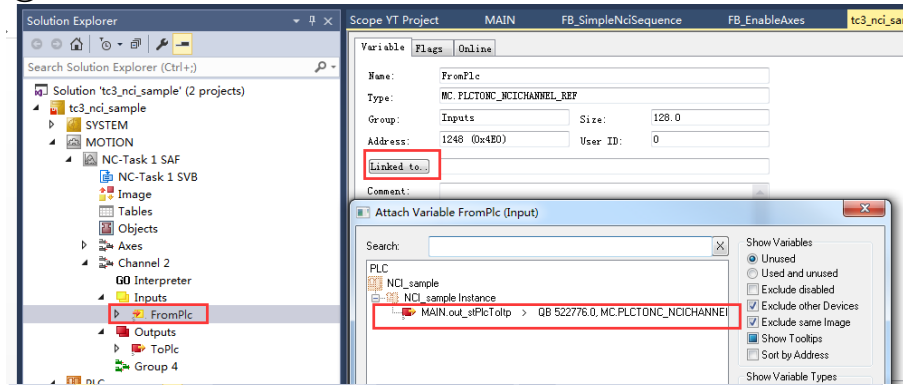 Solution Explorer
Search Solution Explorer (Ctrl+;)
Solution 'tc3_nci_sample' (2 projects)
tc3_nci_sample
SYSTEM
MOTION
NC-Task 1 SAF
NC-Task 1 SVB
Image
Tables
Objects
Axes
Channel 2
GO Interpreter
Inputs
FromPlc
Outputs
ToPlc
Group 4
Scope YT Project MAIN FB_SimpleNciSequence FB_EnableAxes tc3_nci_sa
Variable Flags Online
Name: FromPlc
Type: MC.PLCTONC_NCICHANNEL_REF
Group: Inputs Size: 128.0
Address: 1248 (0x4E0) User ID: 0
Linked to..
Comment:
Attach Variable FromPlc (Input)
Search: X
PLC
NCI_sample
NCI_sample Instance
MAIN.out_stPlcToItp > QB 522776.0, MC.PLCTONC_NCICHANNEI
Show Variables
Unused
Used and unused
Exclude disabled
Exclude other Devices
Exclude same Image
Show Tooltips
Sort by Address
Show Variable Types